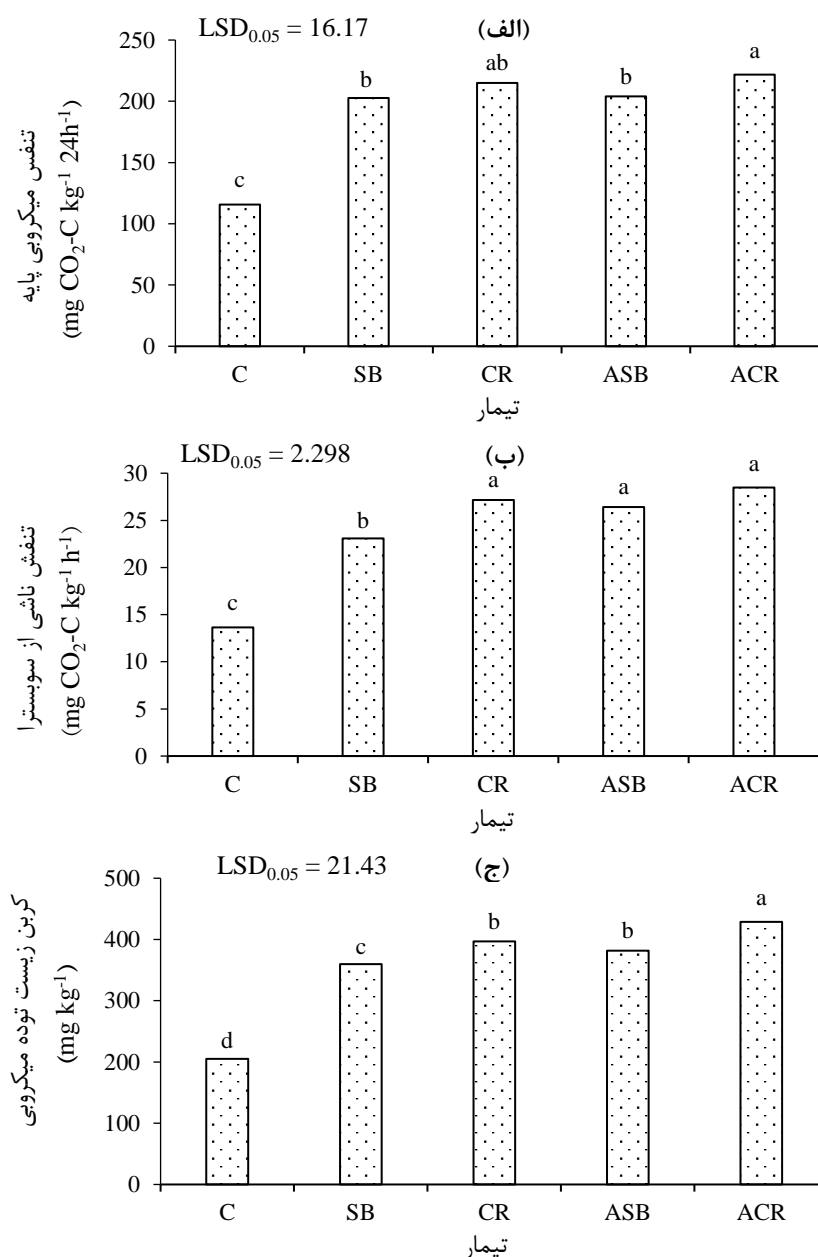 LSD0.05 = 16.17
(الف)
تنفس میکروبی پایه
(mg CO2-C kg-1 24h-1)
250
200
150
100
50
0
c
b
ab
b
a
C SB CR ASB ACR
تیمار
LSD0.05 = 2.298
(ب)
تنفش ناشی از سوبسترا
(mg CO2-C kg-1 h-1)
30
25
20
15
10
5
0
c
b
a
a
a
C SB CR ASB ACR
تیمار
LSD0.05 = 21.43
(ج)
کربن زیست توده میکروبی
(mg kg-1)
500
400
300
200
100
0
d
c
b
b
a
C SB CR ASB ACR
تیمار